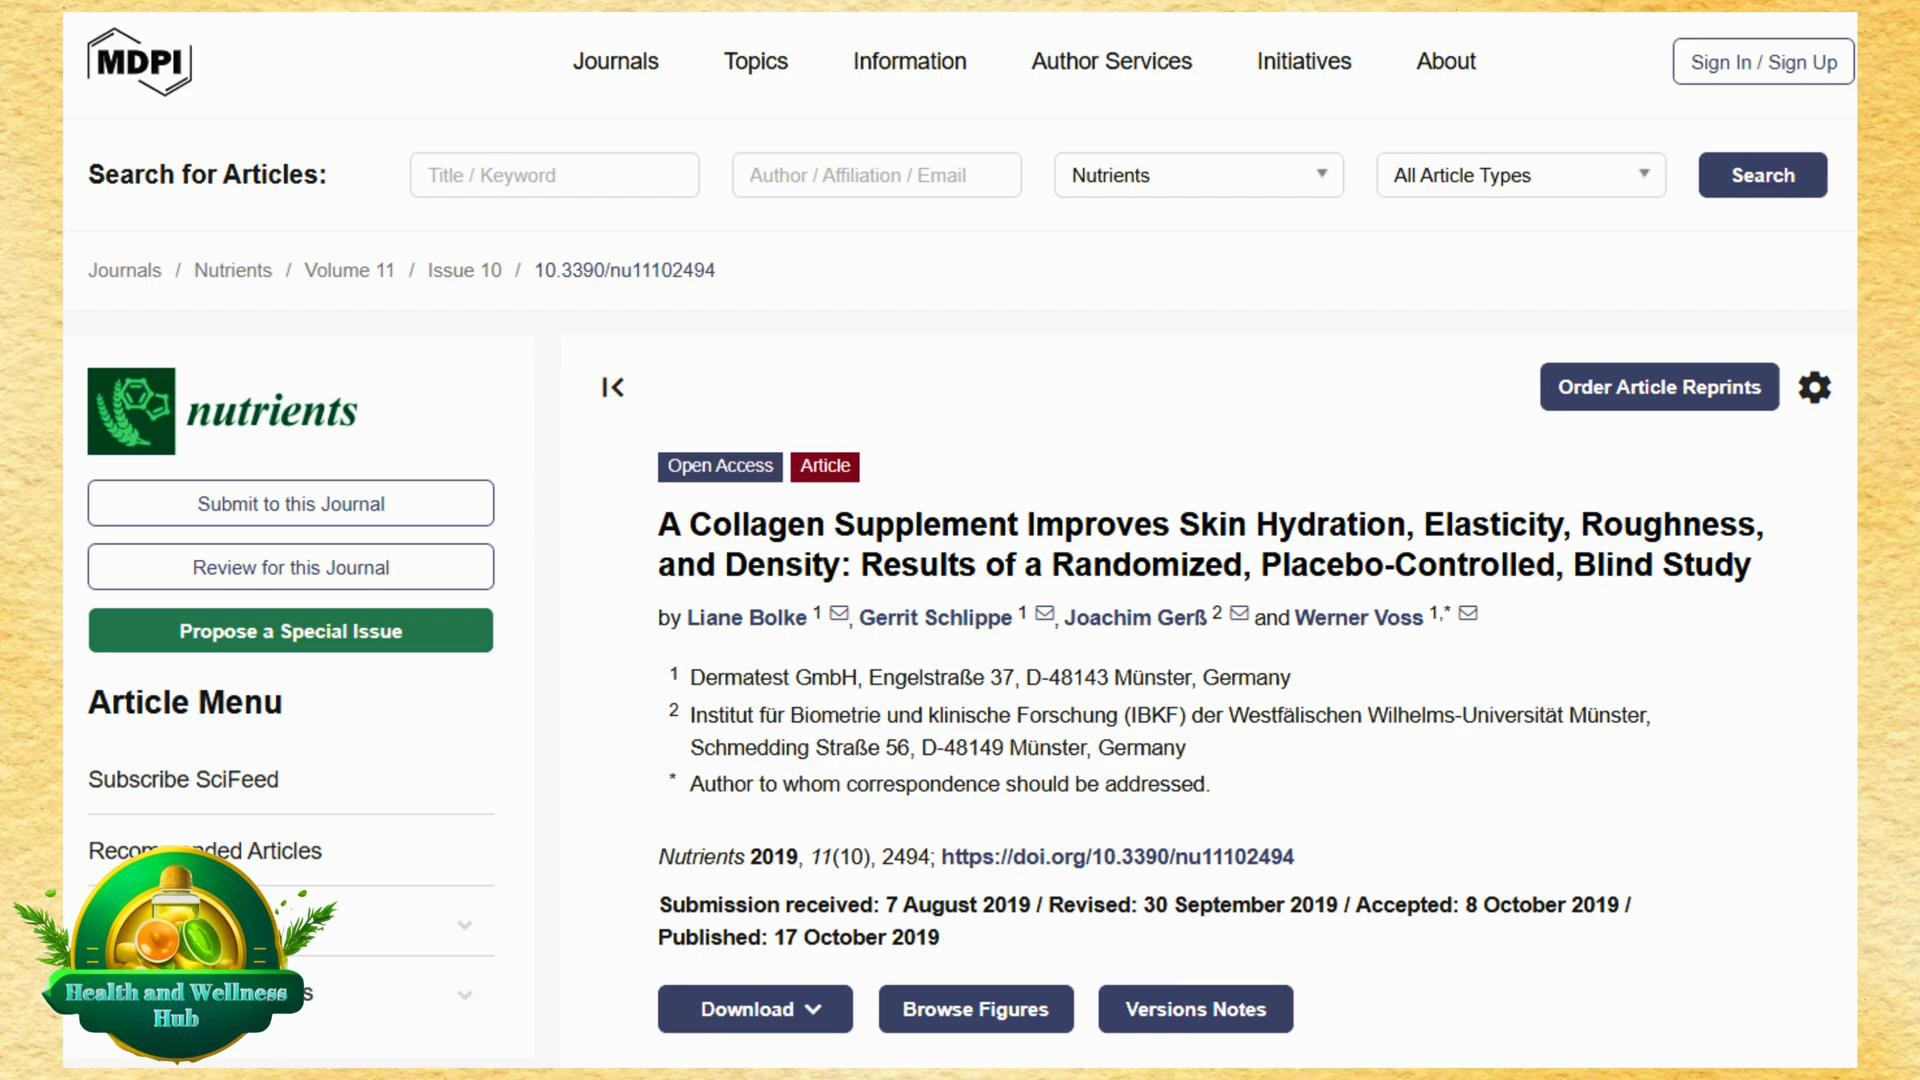 MDPI
Journals Topics Information Author Services Initiatives About Sign In / Sign Up
Search for Articles: Title / Keyword Author / Affiliation / Email Nutrients All Article Types Search
Journals / Nutrients / Volume 11 / Issue 10 / 10.3390/nu11102494
nutrients
Submit to this Journal
Review for this Journal
Propose a Special Issue
Article Menu
Subscribe SciFeed
Articles
Health and Wellness
Hub
Order Article Reprints
Open Access Article
A Collagen Supplement Improves Skin Hydration, Elasticity, Roughness,
and Density: Results of a Randomized, Placebo-Controlled, Blind Study
by Liane Bolke 1, Gerrit Schlippe 1, Joachim Gerß 2 and Werner Voss 1,*
1 Dermatest GmbH, Engelstraße 37, D-48143 Münster, Germany
2 Institut für Biometrie und klinische Forschung (IBKF) der Westfälischen Wilhelms-Universität Münster,
Schmedding Straße 56, D-48149 Münster, Germany
* Author to whom correspondence should be addressed.
Nutrients 2019, 11(10), 2494; https://doi.org/10.3390/nu11102494
Submission received: 7 August 2019 / Revised: 30 September 2019 / Accepted: 8 October 2019 /
Published: 17 October 2019
Download Browse Figures Versions Notes